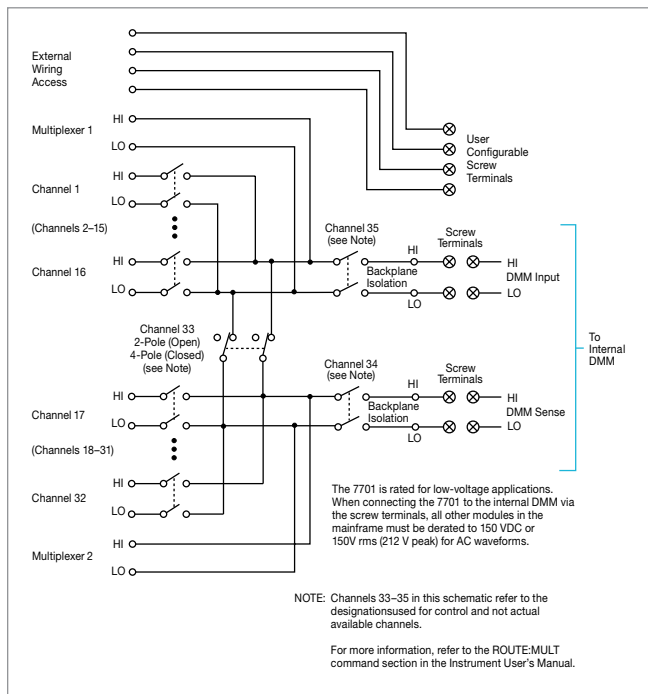 External
Wiring
Access
Multiplexer 1
HI
LO
User
Configurable
Screw
Terminals
Channel 1
HI
LO
(Channels 2–15)
Channel 16
HI
LO
Channel 35
(see Note)
Backplane
Isolation
HI
LO
Screw
Terminals
HI
DMM Input
LO
To
Internal
DMM
Channel 33
2-Pole (Open)
4-Pole (Closed)
(see Note)
Channel 17
HI
LO
(Channels 18–31)
Channel 34
(see Note)
Backplane
Isolation
HI
LO
Screw
Terminals
HI
DMM Sense
LO
Channel 32
HI
LO
Multiplexer 2
HI
LO
The 7701 is rated for low-voltage applications.
When connecting the 7701 to the internal DMM via
the screw terminals, all other modules in the
mainframe must be derated to 150 VDC or
150V rms (212 V peak) for AC waveforms.
NOTE: Channels 33–35 in this schematic refer to the
designationsused for control and not actual
available channels.
For more information, refer to the ROUTE:MULT
command section in the Instrument User's Manual.